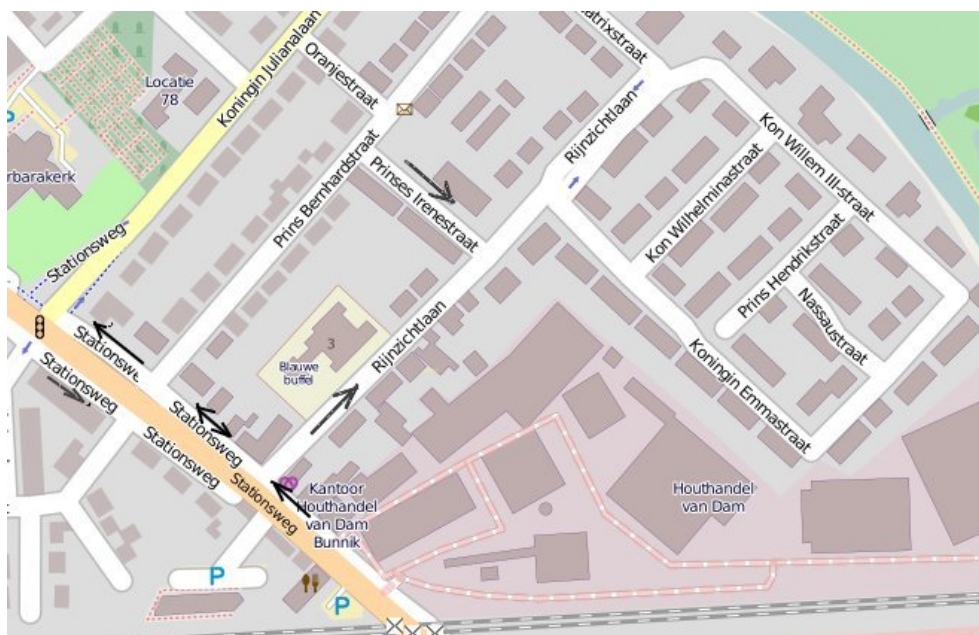 Koningin Julianalaan
Oranjestraat
atrixstraat
Locatie
78
P
rbarakerk
Prins Bernhardstraat
Prinses Irenestraat
Rijnzichtlaan
Kon Willem III-straat
Kon Wilhelminastraat
Prins Hendrikstraat
Nassaustraat
Stationsweg
Stationswe
Stationsweg
3
Blauwe
buffel
Rijnzichtlaan
Koningin Emmastraat
Stationsweg
Stationsweg
Stationsweg
Kantoor
Houthandel
van Dam
Bunnik
Houthandel
van Dam
P
P